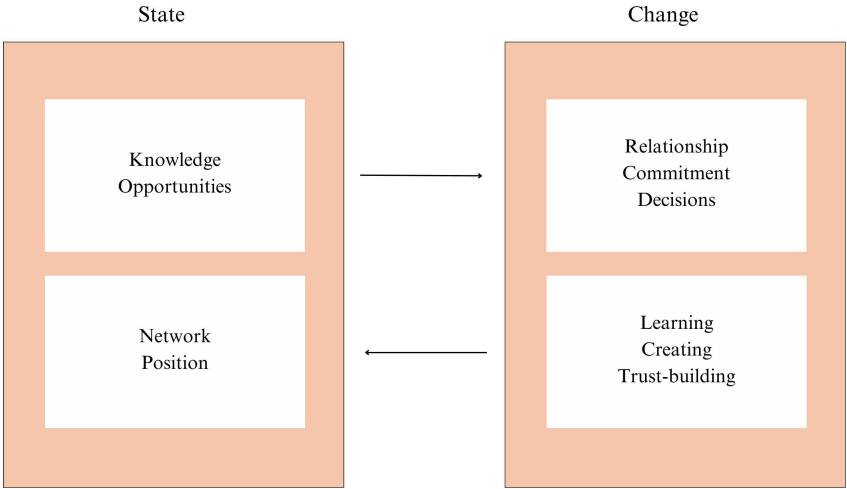 State
Change
Knowledge
Opportunities
Relationship
Commitment
Decisions
Network
Position
Learning
Creating
Trust-building